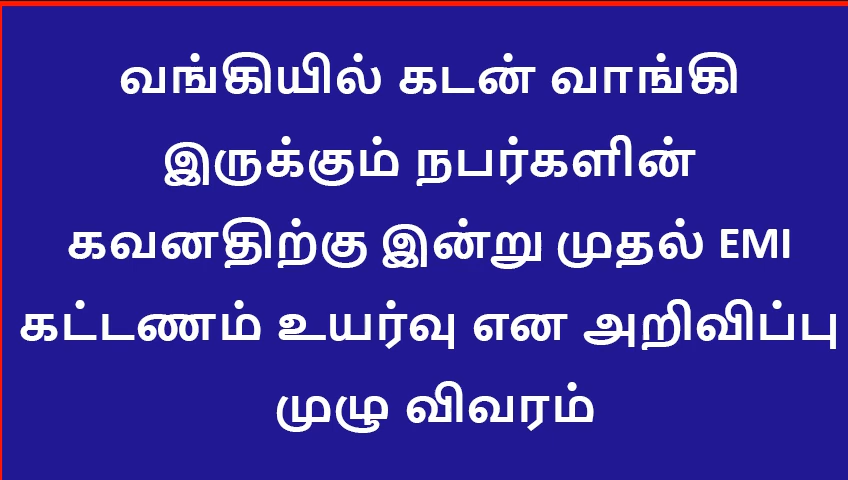 வங்கியில் கடன் வாங்கி
இருக்கும் நபர்களின்
கவனதிற்கு இன்று முதல் EMI
கட்டணம் உயர்வு என அறிவிப்பு
முழு விவரம்